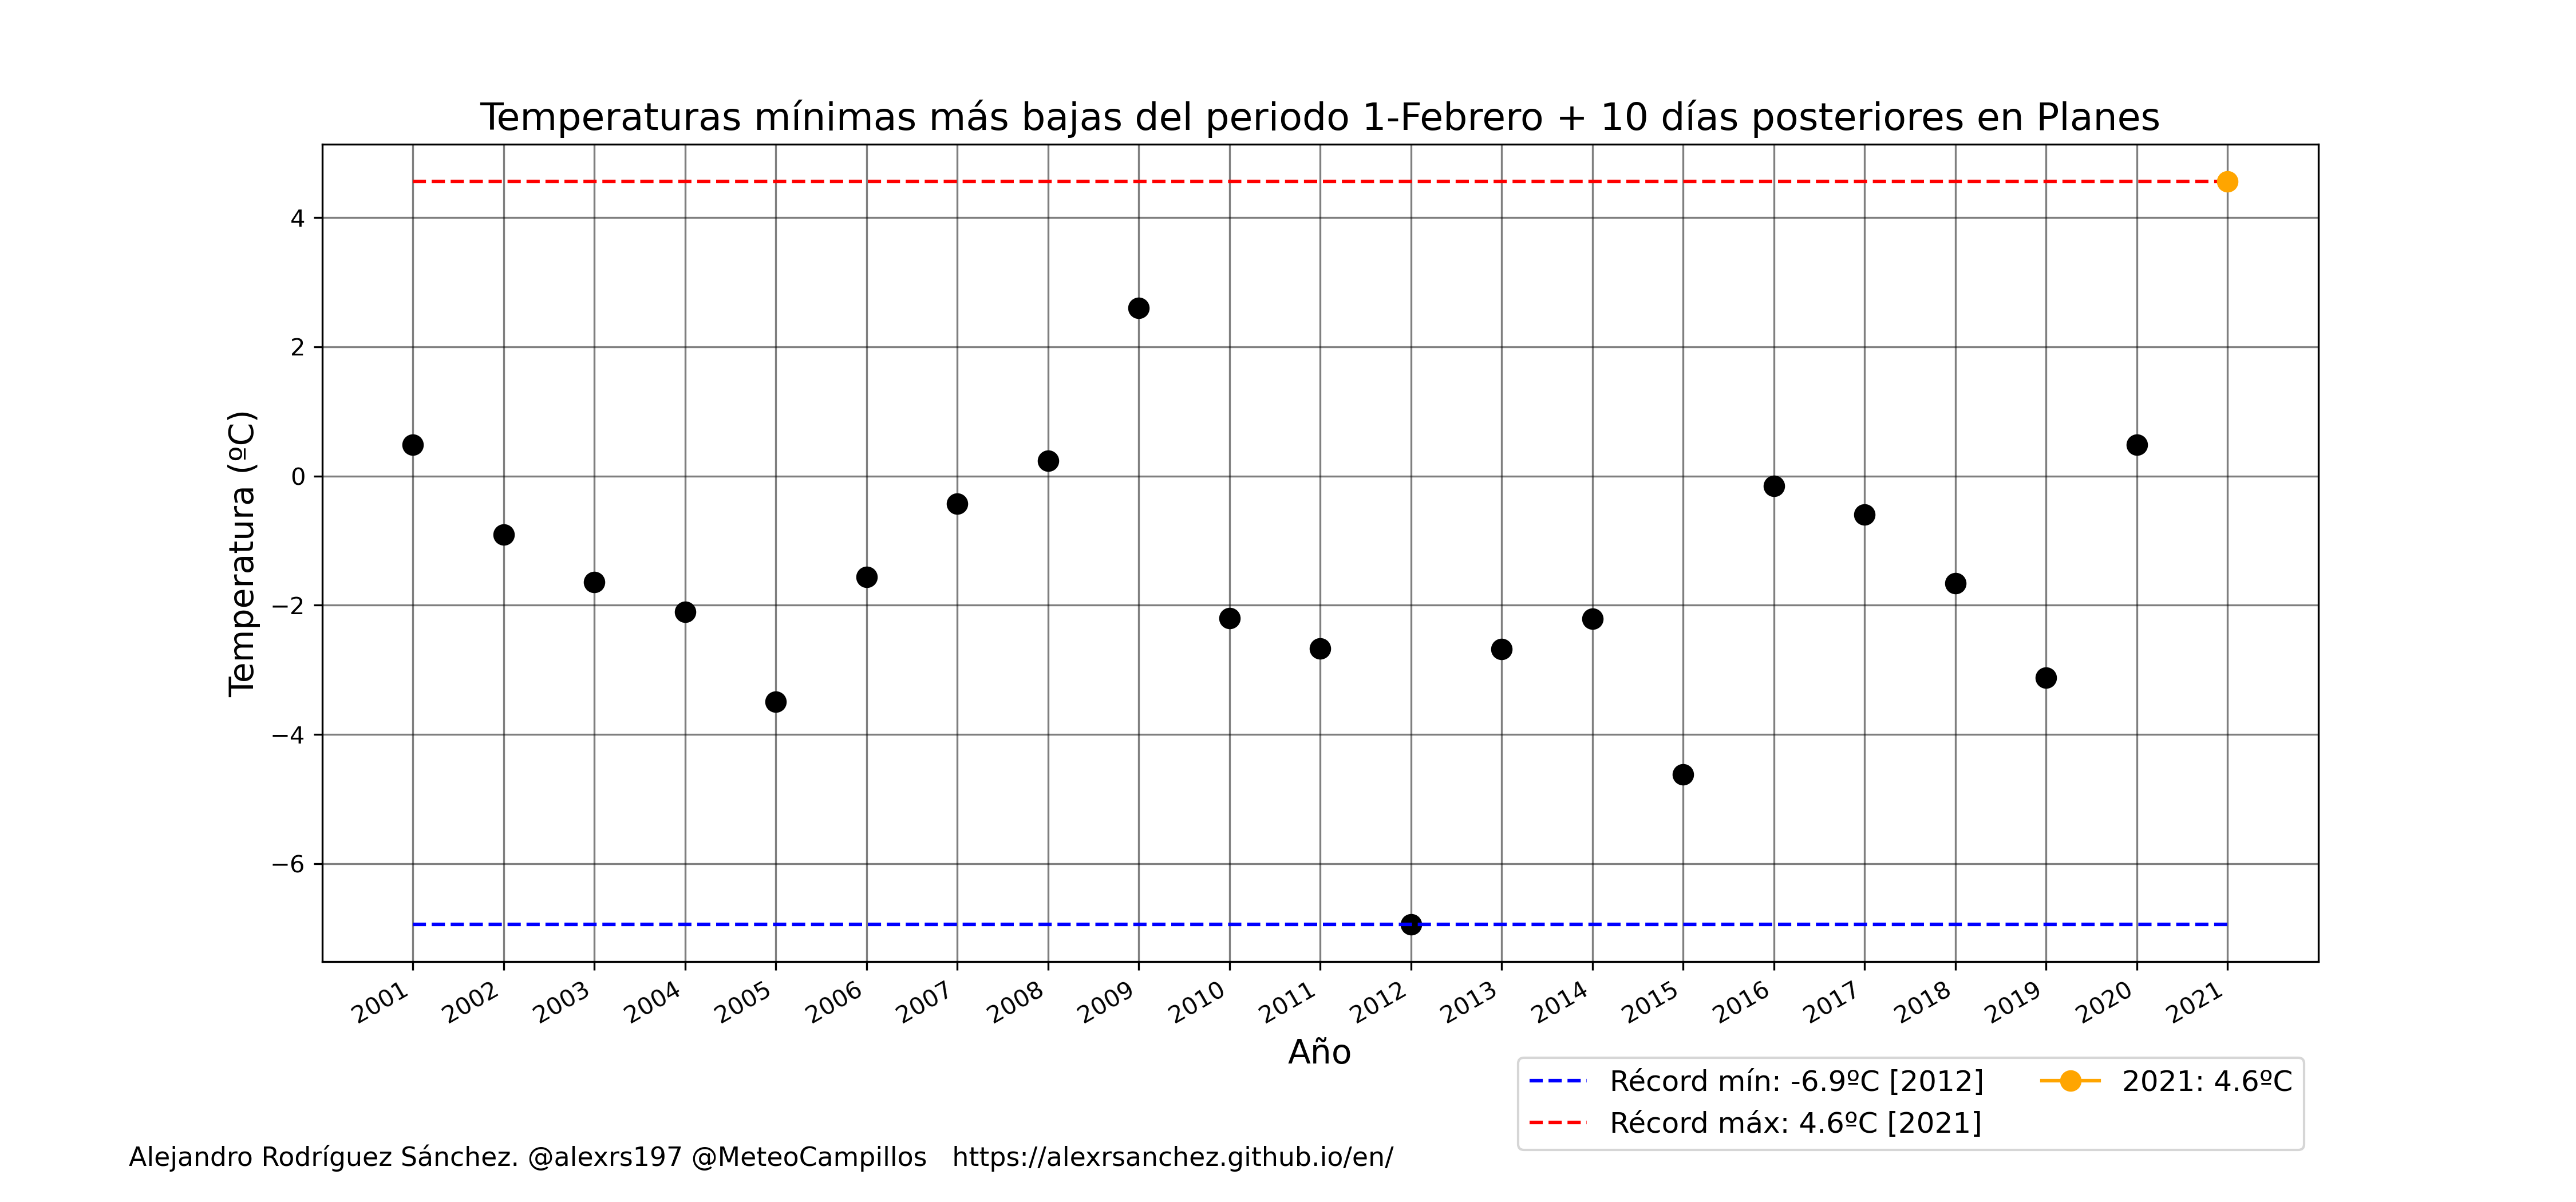 Temperaturas mínimas más bajas del periodo 1-Febrero + 10 días posteriores en Planes
Temperatura (ºC)
4
2
0
−2
−4
−6
2001 2002 2003 2004 2005 2006 2007 2008 2009 2010 2011 2012 2013 2014 2015 2016 2017 2018 2019 2020 2021
Año
Récord mín: -6.9ºC [2012]
Récord máx: 4.6ºC [2021]
2021: 4.6ºC
Alejandro Rodríguez Sánchez. @alexrs197 @MeteoCampillos https://alexrsanchez.github.io/en/